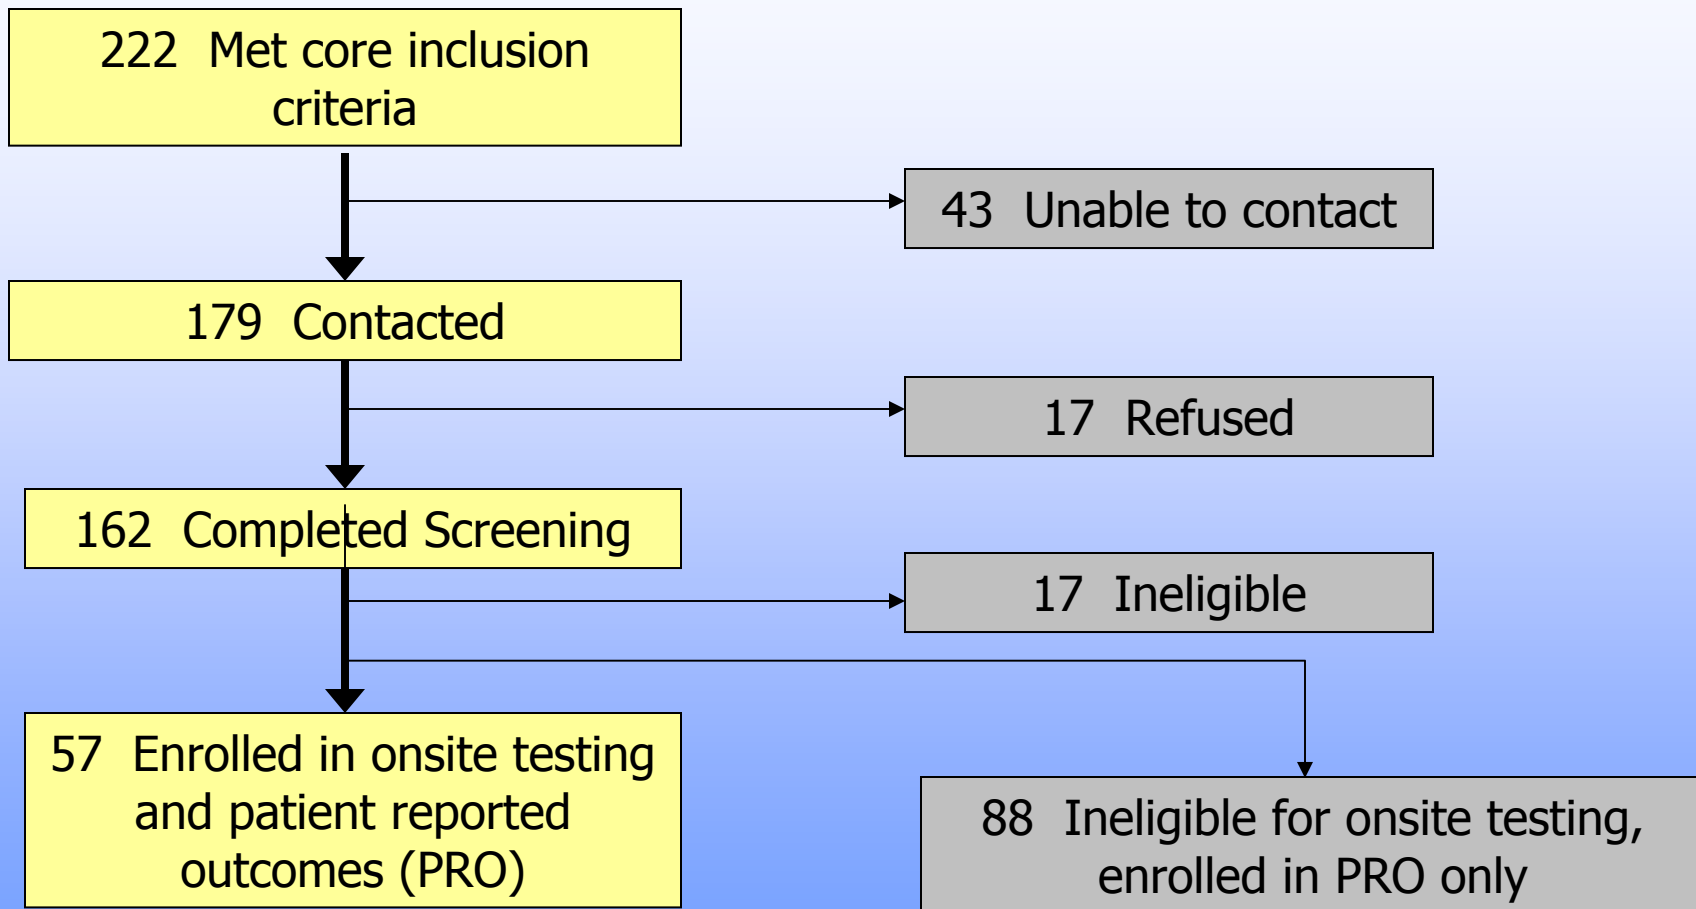 222 Met core inclusion
criteria
43 Unable to contact
179 Contacted
17 Refused
162 Completed Screening
17 Ineligible
57 Enrolled in onsite testing
and patient reported
outcomes (PRO)
88 Ineligible for onsite testing,
enrolled in PRO only